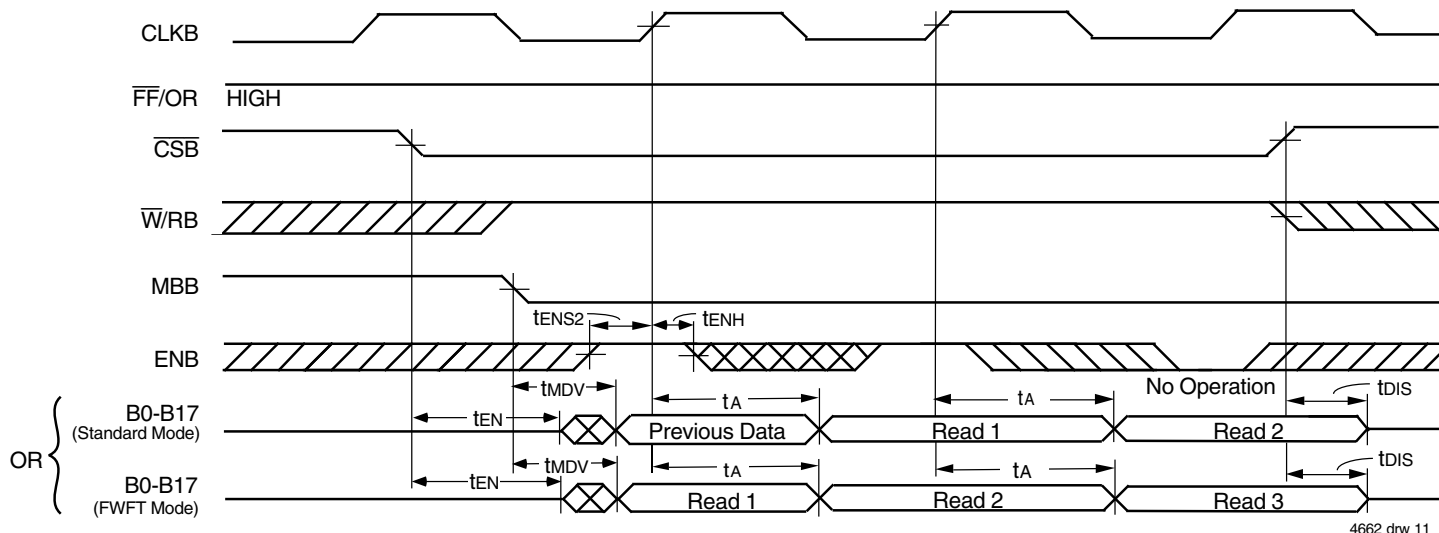 CLKB
FF/OR HIGH
CSB
W/RB
MBB
tENS2 tENH
ENB
No Operation
tMDV tA tA tDIS
B0-B17 tEN
(Standard Mode) Previous Data Read 1 Read 2
OR
tMDV tA tA tDIS
B0-B17 tEN
(FWFT Mode) Read 1 Read 2 Read 3
4662 drw 11